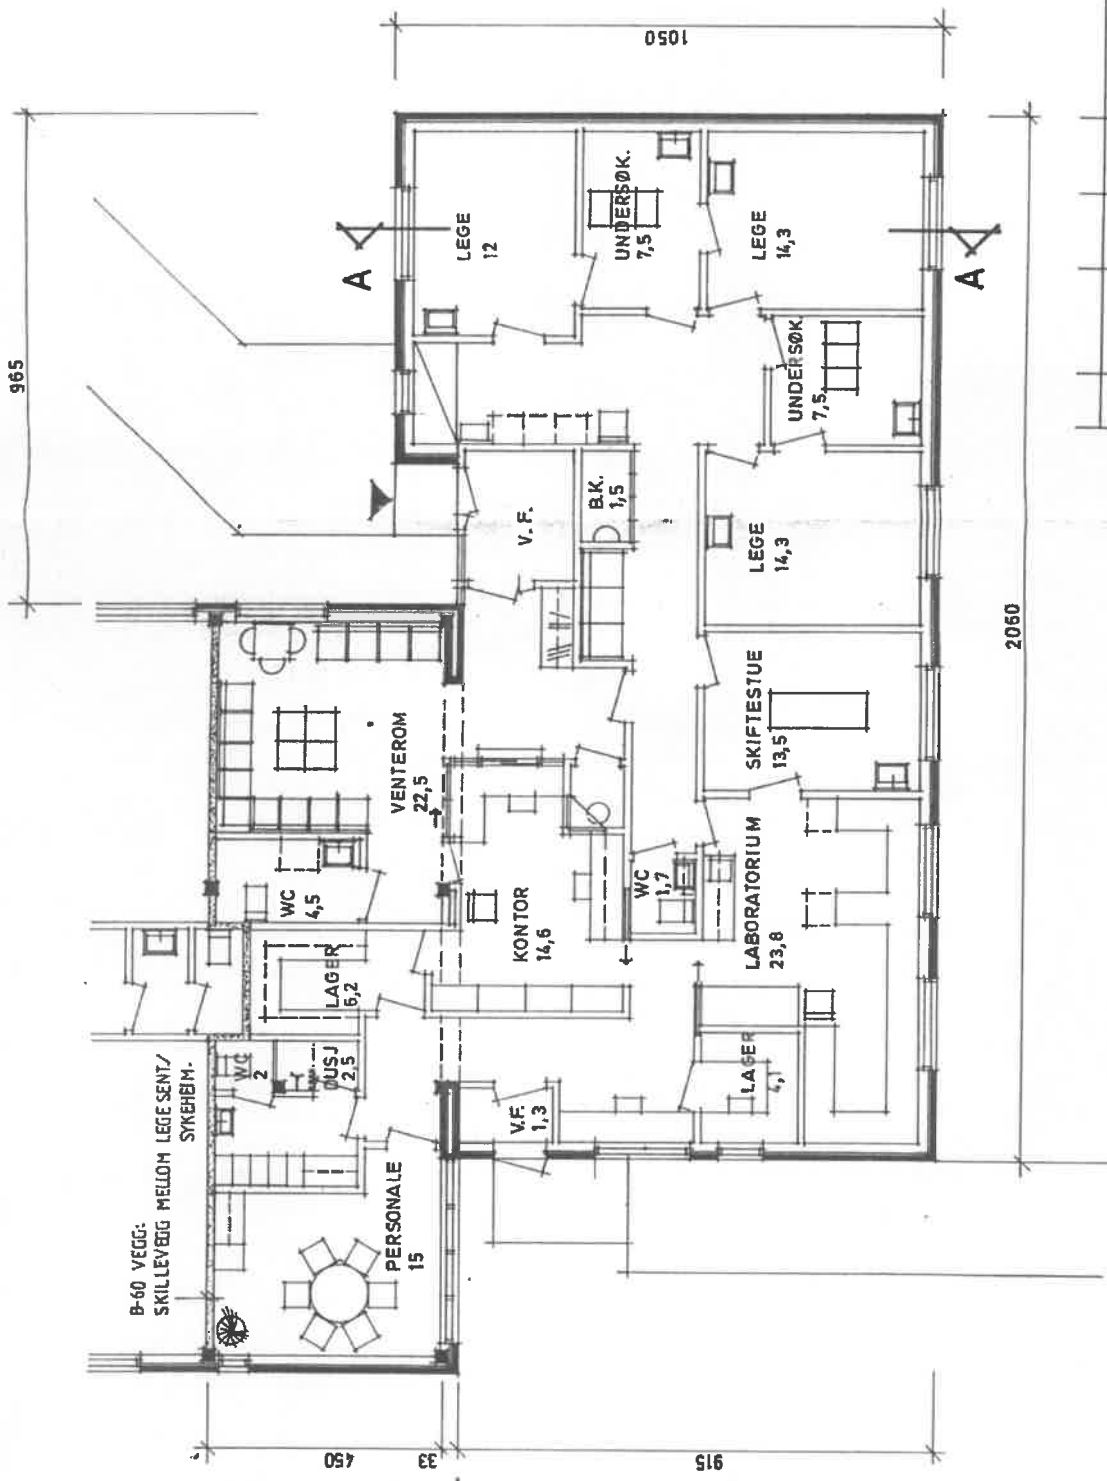 B-60 VEGG:
SKILLEVEGG MELLOM LEGESENT/
SYKEHEIM.
WC
2
DUSJ
2,5
LAGER
6,2
WC
4,5
VENTEROM
22,5
PERSONALE
15
V.F.
1,3
KONTOR
14,6
V.F.
B.K.
1,5
LEGE
12
UNDERSØK.
7,5
LEGE
14,3
UNDERSØK.
7,5
LEGE
14,3
SKIFTESTUE
13,5
WC
1,7
LABORATORIUM
23,8
LAGER
4,1
A
A
965
1050
2060
450
33
915